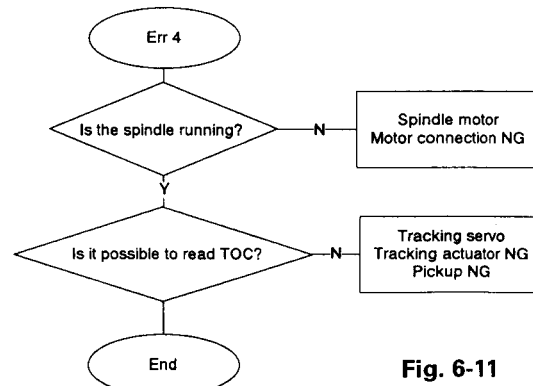 Err 4
Is the spindle running?
N
Spindle motor
Motor connection NG
Y
Is it possible to read TOC?
N
Tracking servo
Tracking actuator NG
Pickup NG
End
Fig. 6-11